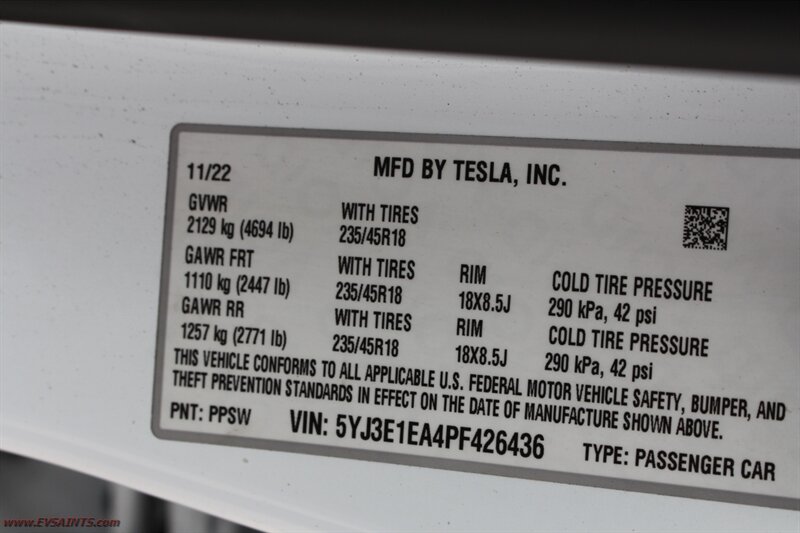 MFD BY TESLA, INC.
11/22
GVWR
2129 kg (4694 lb)
WITH TIRES
235/45R18
GAWR FRT
1110 kg (2447 lb)
WITH TIRES
235/45R18
RIM
18X8.5J
COLD TIRE PRESSURE
290 kPa, 42 psi
GAWR RR
1257 kg (2771 lb)
WITH TIRES
235/45R18
RIM
18X8.5J
COLD TIRE PRESSURE
290 kPa, 42 psi
THIS VEHICLE CONFORMS TO ALL APPLICABLE U.S. FEDERAL MOTOR VEHICLE SAFETY, BUMPER, AND
THEFT PREVENTION STANDARDS IN EFFECT ON THE DATE OF MANUFACTURE SHOWN ABOVE.
PNT: PPSW VIN: 5YJ3E1EA4PF426436 TYPE: PASSENGER CAR
www.EVSAINTS.com